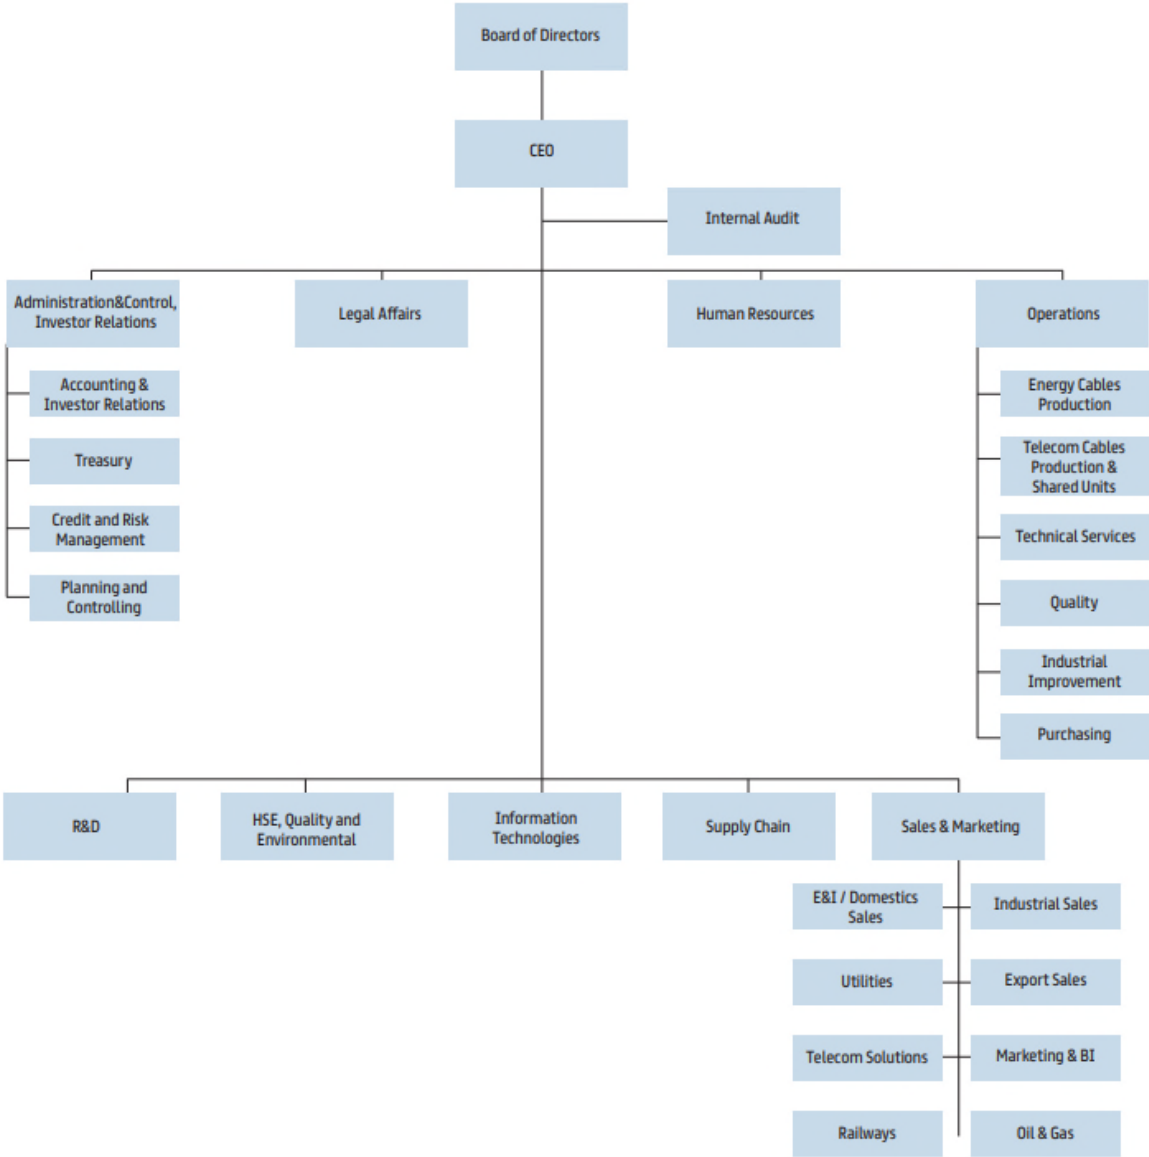 Board of Directors
CEO
Internal Audit
Administration&Control,
Investor Relations
Legal Affairs
Human Resources
Operations
Accounting &
Investor Relations
Treasury
Credit and Risk
Management
Planning and
Controlling
Energy Cables
Production
Telecom Cables
Production &
Shared Units
Technical Services
Quality
Industrial
Improvement
Purchasing
R&D
HSE, Quality and
Environmental
Information
Technologies
Supply Chain
Sales & Marketing
E&I / Domestics
Sales
Industrial Sales
Utilities
Export Sales
Telecom Solutions
Marketing & BI
Railways
Oil & Gas